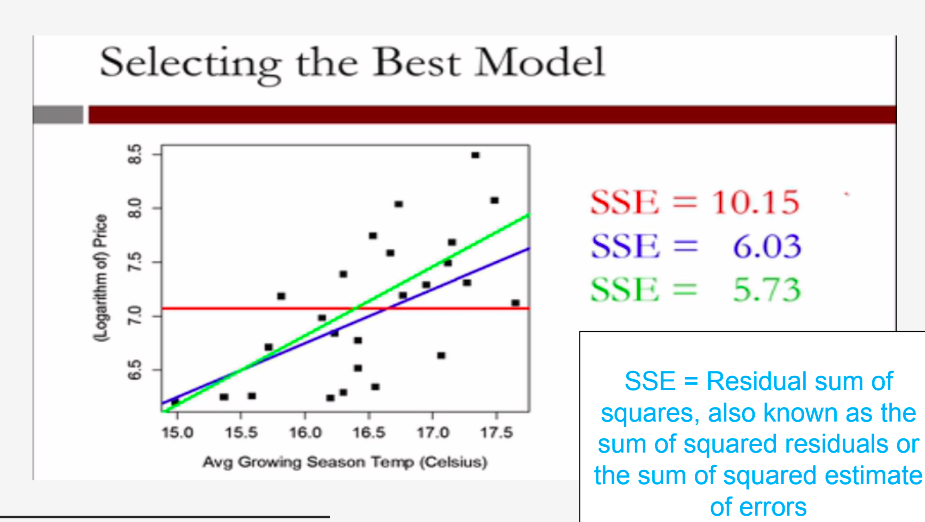 Selecting the Best Model
8.5
8.0
7.5
7.0
6.5
(Logarithm of) Price
15.0 15.5 16.0 16.5 17.0 17.5
Avg Growing Season Temp (Celsius)
SSE = 10.15
SSE = 6.03
SSE = 5.73
SSE = Residual sum of
squares, also known as the
sum of squared residuals or
the sum of squared estimate
of errors